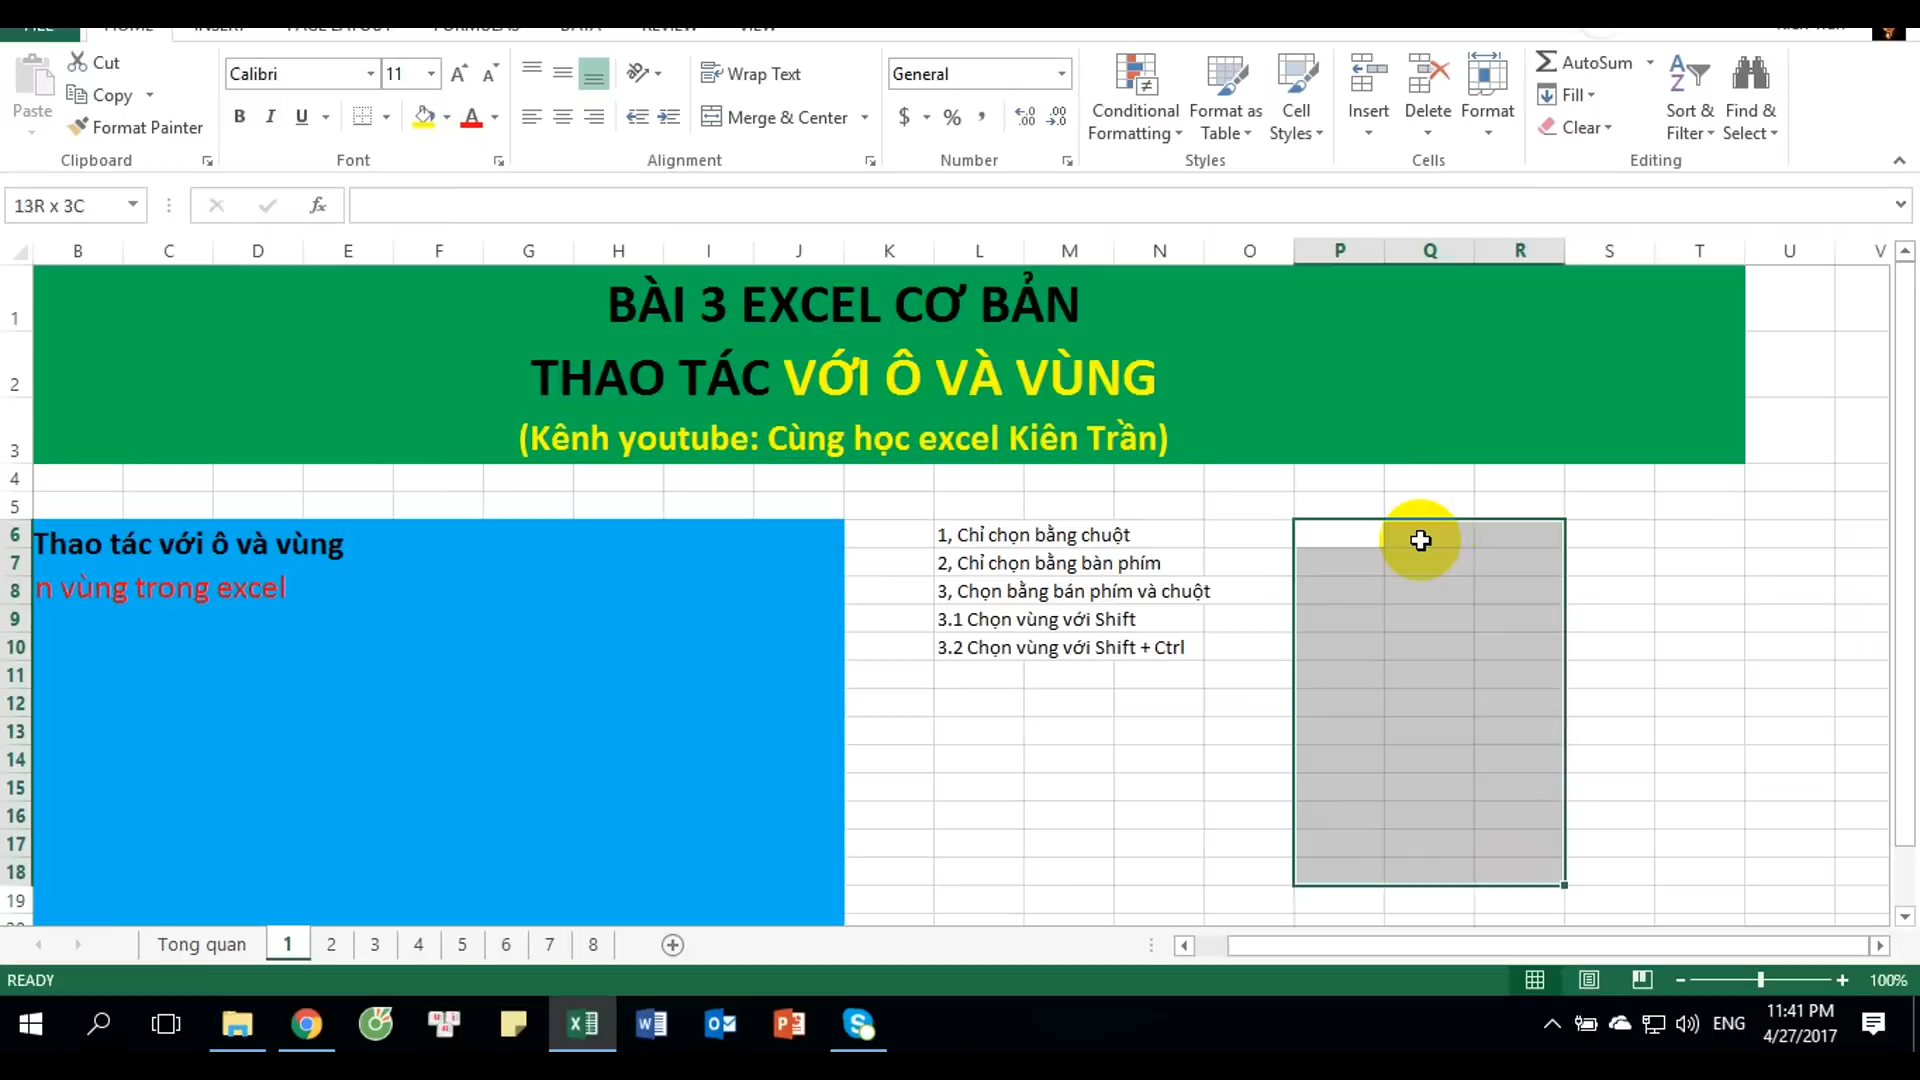 FILE HOME INSERT PAGE LAYOUT FORMULAS DATA REVIEW VIEW
Cut
Copy
Format Painter
Paste
Clipboard
Calibri 11
B I U
Font
Wrap Text
Merge & Center
Alignment
General
$ % ,
Number
Conditional Formatting
Format as Table
Cell Styles
Styles
Insert
Delete
Format
Cells
AutoSum
Fill
Clear
Sort & Filter
Find & Select
Editing
13R x 3C
fx
B C D E F G H I J K L M N O P Q R S T U V
1
BÀI 3 EXCEL CƠ BẢN
2
THAO TÁC VỚI Ô VÀ VÙNG
3
(Kênh youtube: Cùng học excel Kiên Trần)
4
5
6
Thao tác với ô và vùng
1, Chỉ chọn bằng chuột
7
2, Chỉ chọn bằng bàn phím
8
n vùng trong excel
3, Chọn bằng bán phím và chuột
9
3.1 Chọn vùng với Shift
10
3.2 Chọn vùng với Shift + Ctrl
11
12
13
14
15
16
17
18
19
Tong quan 1 2 3 4 5 6 7 8
READY
100%
ENG
11:41 PM
4/27/2017